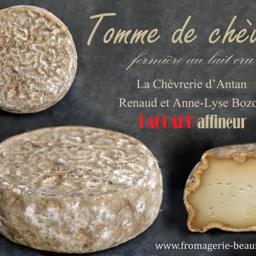 Tomme de chèv
fermière au lait cru
La Chèvrerie d'Antan
Renaud et Anne-Lyse Bozo
PACCARD affineur
www.fromagerie-beau